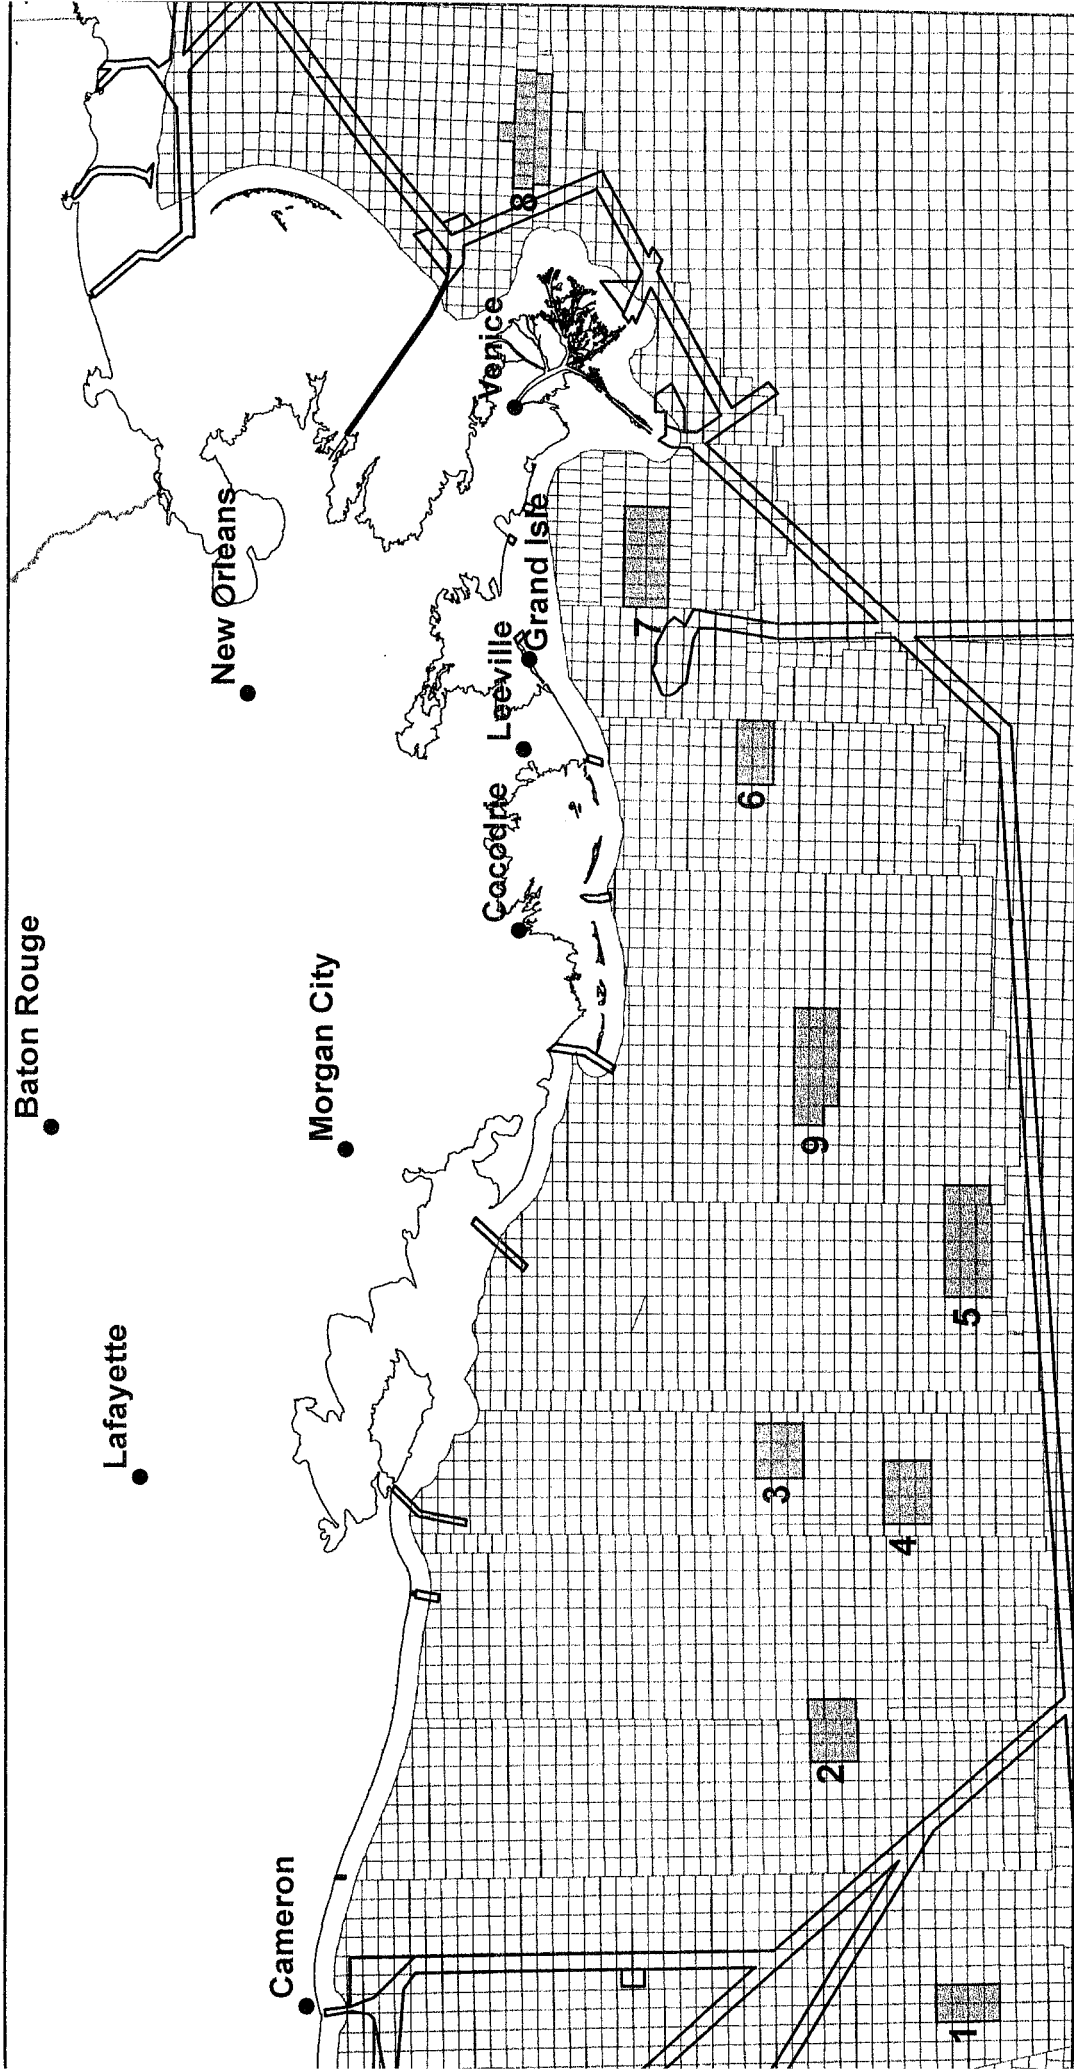 Baton Rouge
Lafayette
New Orleans
Cameron
Morgan City
Venice
Leeville
Cocodrie
Grand Isle
8
7
6
3
2
9
4
5
1